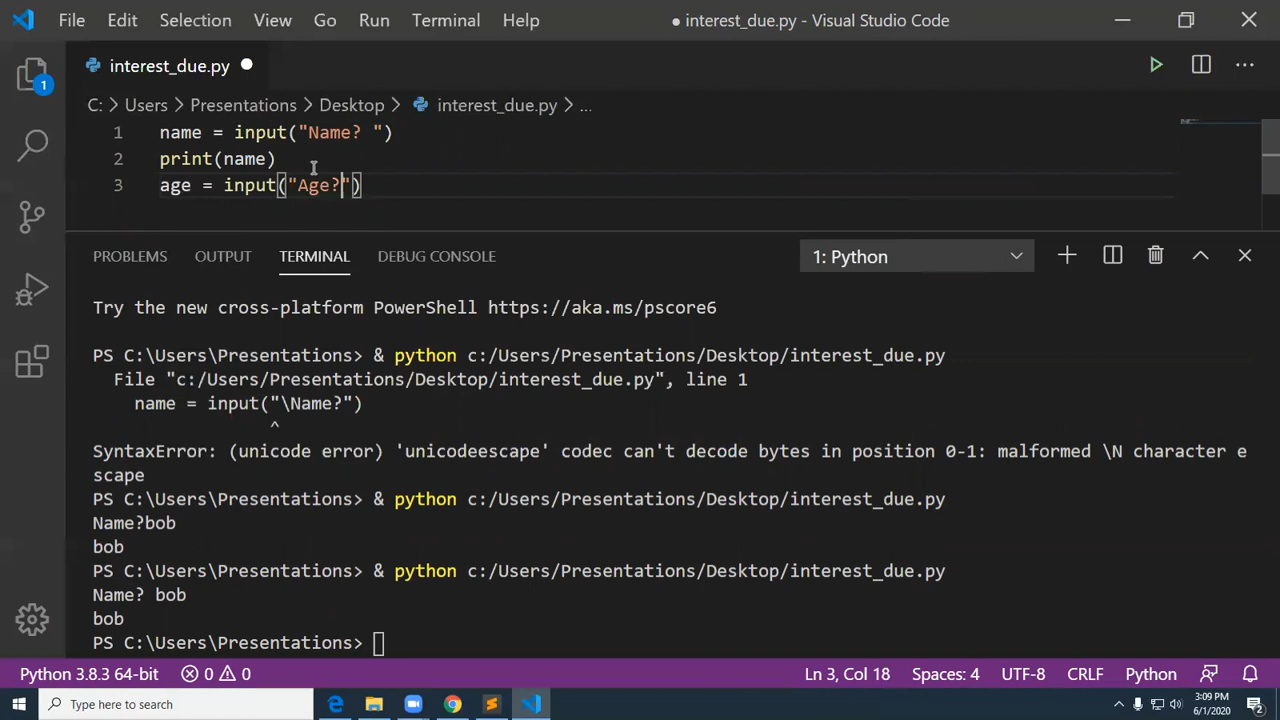 File Edit Selection View Go Run Terminal Help ● interest_due.py - Visual Studio Code
interest_due.py
1
C: > Users > Presentations > Desktop > interest_due.py > ...
1 name = input("Name? ")
2 print(name)
3 age = input("Age?")
PROBLEMS OUTPUT TERMINAL DEBUG CONSOLE 1: Python
Try the new cross-platform PowerShell https://aka.ms/pscore6
PS C:\Users\Presentations> & python c:/Users/Presentations/Desktop/interest_due.py
File "c:/Users/Presentations/Desktop/interest_due.py", line 1
name = input("\Name?")
^
SyntaxError: (unicode error) 'unicodeescape' codec can't decode bytes in position 0-1: malformed \N character e
scape
PS C:\Users\Presentations> & python c:/Users/Presentations/Desktop/interest_due.py
Name?bob
bob
PS C:\Users\Presentations> & python c:/Users/Presentations/Desktop/interest_due.py
Name? bob
bob
PS C:\Users\Presentations>
Python 3.8.3 64-bit 0 0 Ln 3, Col 18 Spaces: 4 UTF-8 CRLF Python
Type here to search 3:09 PM
6/1/2020 2